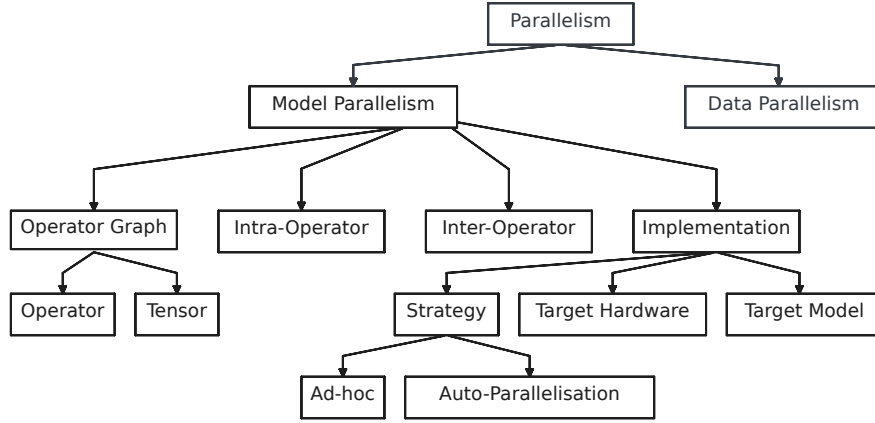 Parallelism
Model Parallelism
Data Parallelism
Operator Graph
Intra-Operator
Inter-Operator
Implementation
Operator
Tensor
Strategy
Target Hardware
Target Model
Ad-hoc
Auto-Parallelisation